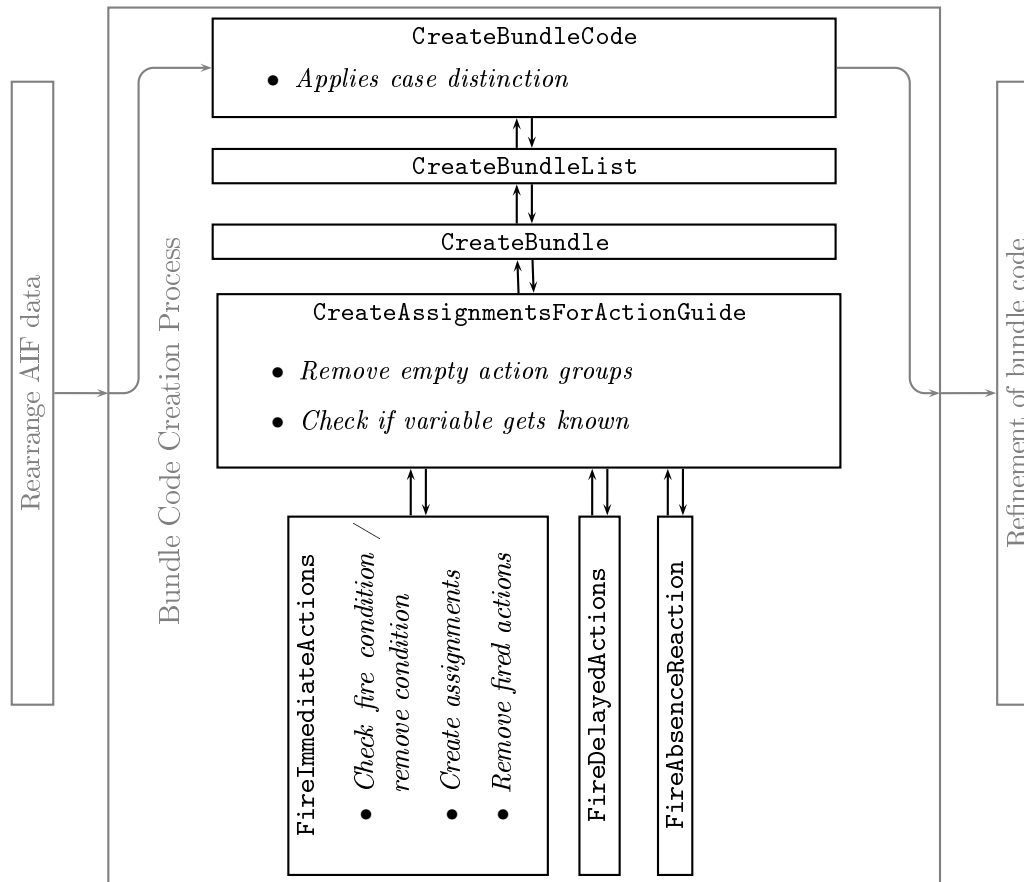 CreateBundleCode
• Applies case distinction
CreateBundleList
CreateBundle
CreateAssignmentsForActionGuide
• Remove empty action groups
• Check if variable gets known
Rearrange AIF data
Bundle Code Creation Process
FireImmediateActions
• Check fire condition /
remove condition
• Create assignments
• Remove fired actions
FireDelayedActions
FireAbsenceReaction
Refinement of bundle code